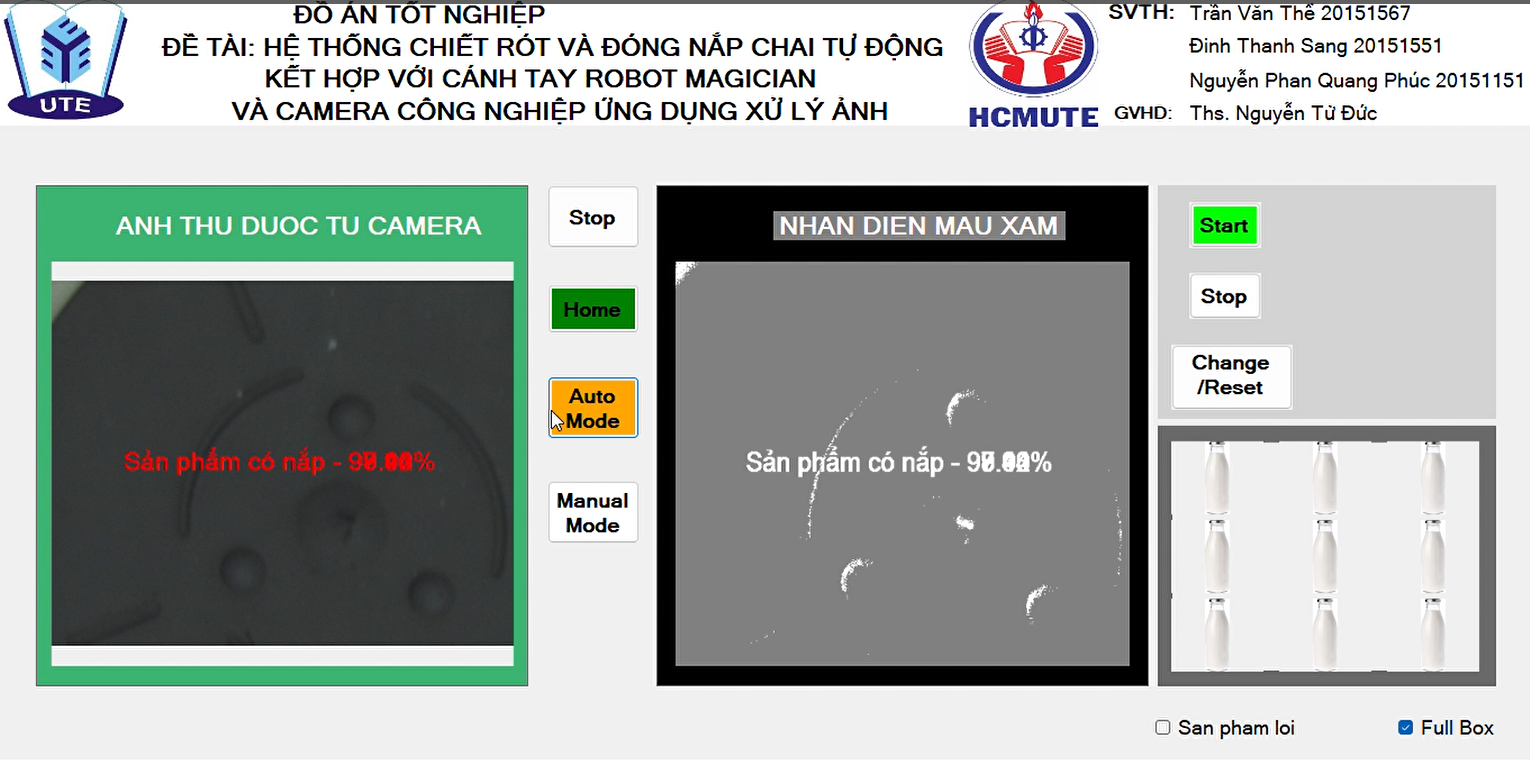 ĐỒ ÁN TỐT NGHIỆP
ĐỀ TÀI: HỆ THỐNG CHIẾT RÓT VÀ ĐÓNG NẮP CHAI TỰ ĐỘNG
KẾT HỢP VỚI CÁNH TAY ROBOT MAGICIAN
VÀ CAMERA CÔNG NGHIỆP ỨNG DỤNG XỬ LÝ ẢNH
UTE
HCMUTE
SVTH: Trần Văn Thể 20151567
Đinh Thanh Sang 20151551
Nguyễn Phan Quang Phúc 20151151
GVHD: Ths. Nguyễn Tử Đức
ANH THU DUOC TU CAMERA
Sản phẩm có nắp -
Stop
Home
Auto
Mode
Manual
Mode
NHAN DIEN MAU XAM
Sản phẩm có nắp -
Start
Stop
Change
/Reset
San pham loi
Full Box